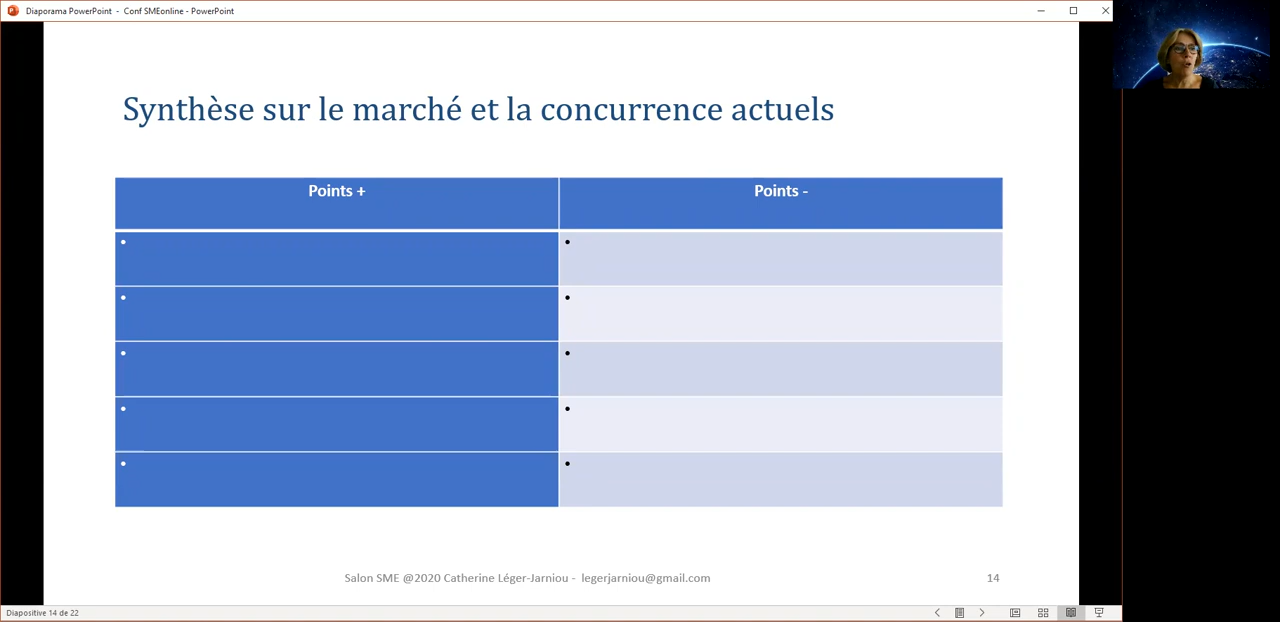 Diaporama PowerPoint - Conf SMEonline - PowerPoint
Synthèse sur le marché et la concurrence actuels
Points +
Points -
Salon SME @2020 Catherine Léger-Jarniou - legerjarniou@gmail.com
14
Diapositive 14 de 22